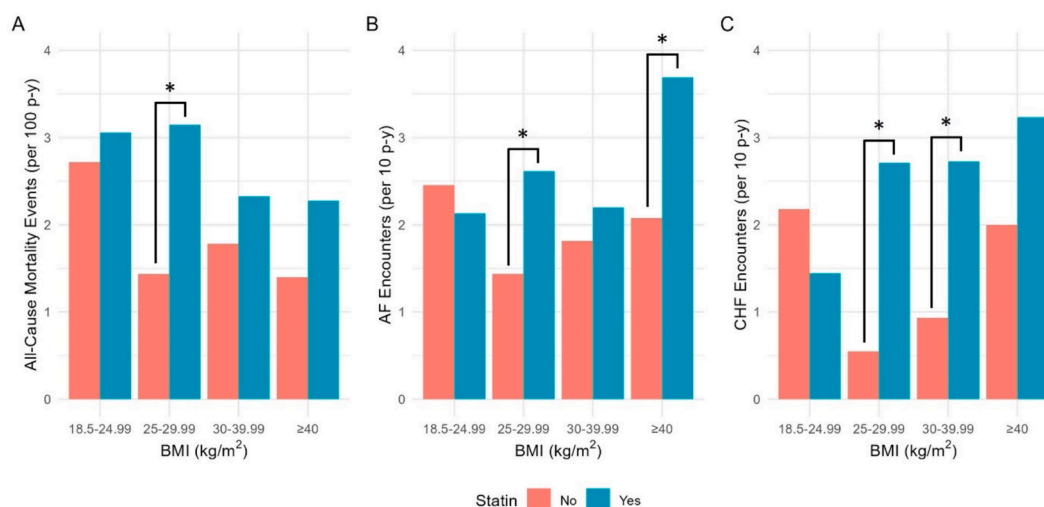 A
All-Cause Mortality Events (per 100 p-y)
4
3
2
1
0
*
18.5-24.99 25-29.99 30-39.99 ≥40
BMI (kg/m²)
B
AF Encounters (per 10 p-y)
4
3
2
1
0
*
*
18.5-24.99 25-29.99 30-39.99 ≥40
BMI (kg/m²)
C
CHF Encounters (per 10 p-y)
4
3
2
1
0
* *
18.5-24.99 25-29.99 30-39.99 ≥40
BMI (kg/m²)
Statin No Yes